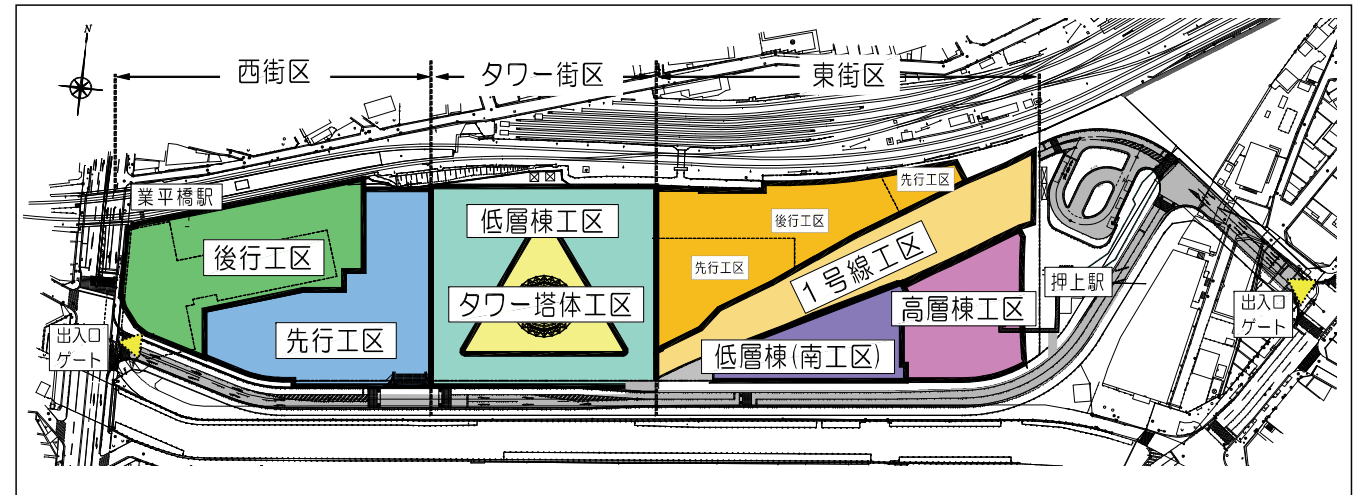 N
西街区
タワー街区
東街区
業平橋駅
先行工区
後行工区
低層棟工区
後行工区
先行工区
1号線工区
タワー塔体工区
押上駅
高層棟工区
出入口
ゲート
出入口
ゲート
先行工区
低層棟(南工区)